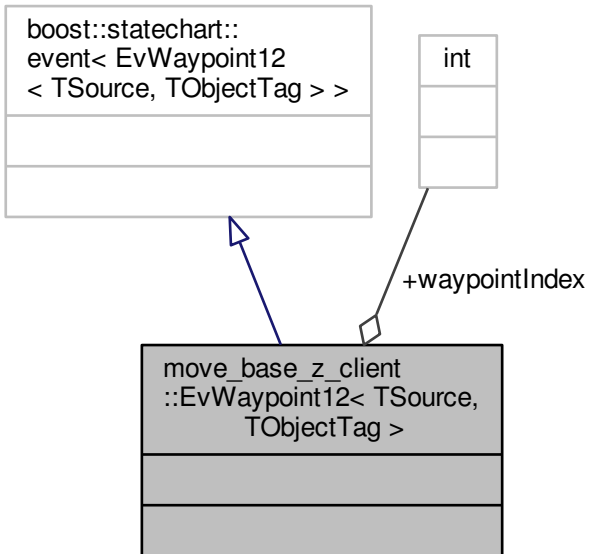 boost::statechart::
event< EvWaypoint12
< TSource, TObjectTag > >
int
+waypointIndex
move_base_z_client
::EvWaypoint12< TSource,
TObjectTag >